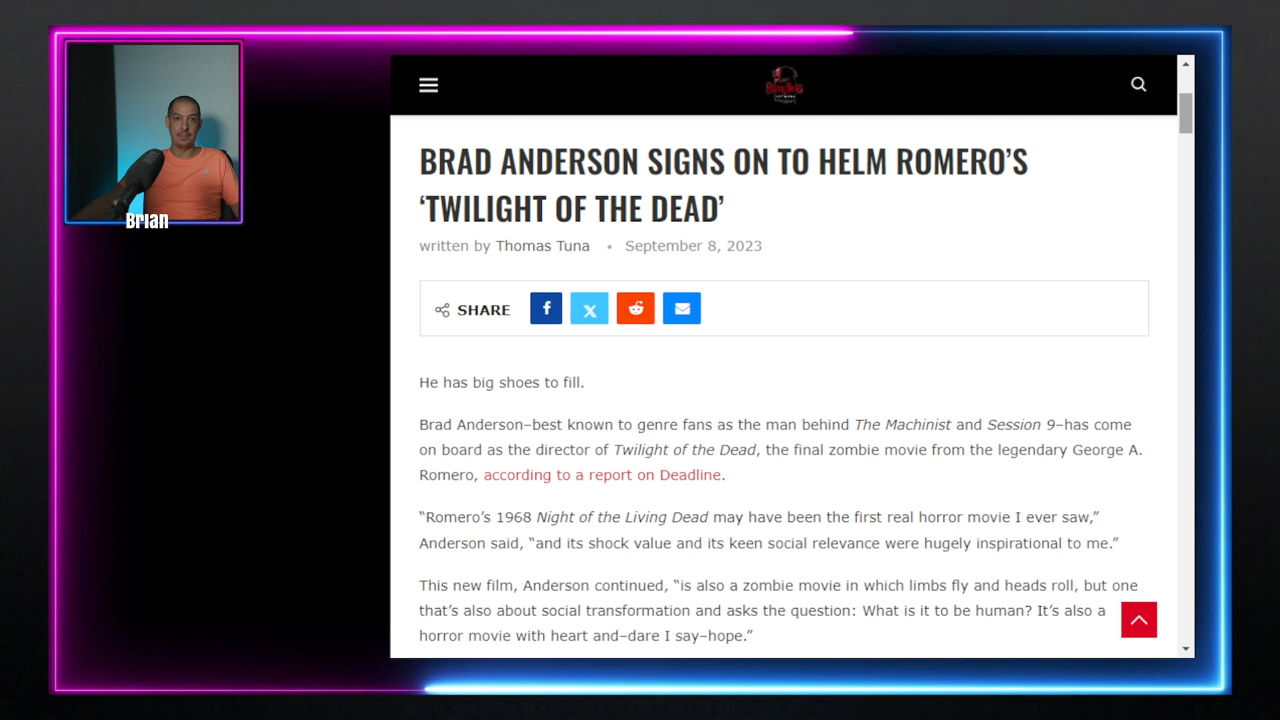 BRAD ANDERSON SIGNS ON TO HELM ROMERO’S
‘TWILIGHT OF THE DEAD’
written by Thomas Tuna • September 8, 2023
SHARE
Brian
He has big shoes to fill.
Brad Anderson–best known to genre fans as the man behind The Machinist and Session 9–has come
on board as the director of Twilight of the Dead, the final zombie movie from the legendary George A.
Romero, according to a report on Deadline.
“Romero’s 1968 Night of the Living Dead may have been the first real horror movie I ever saw,”
Anderson said, “and its shock value and its keen social relevance were hugely inspirational to me.”
This new film, Anderson continued, “is also a zombie movie in which limbs fly and heads roll, but one
that’s also about social transformation and asks the question: What is it to be human? It’s also a
horror movie with heart and–dare I say–hope.”